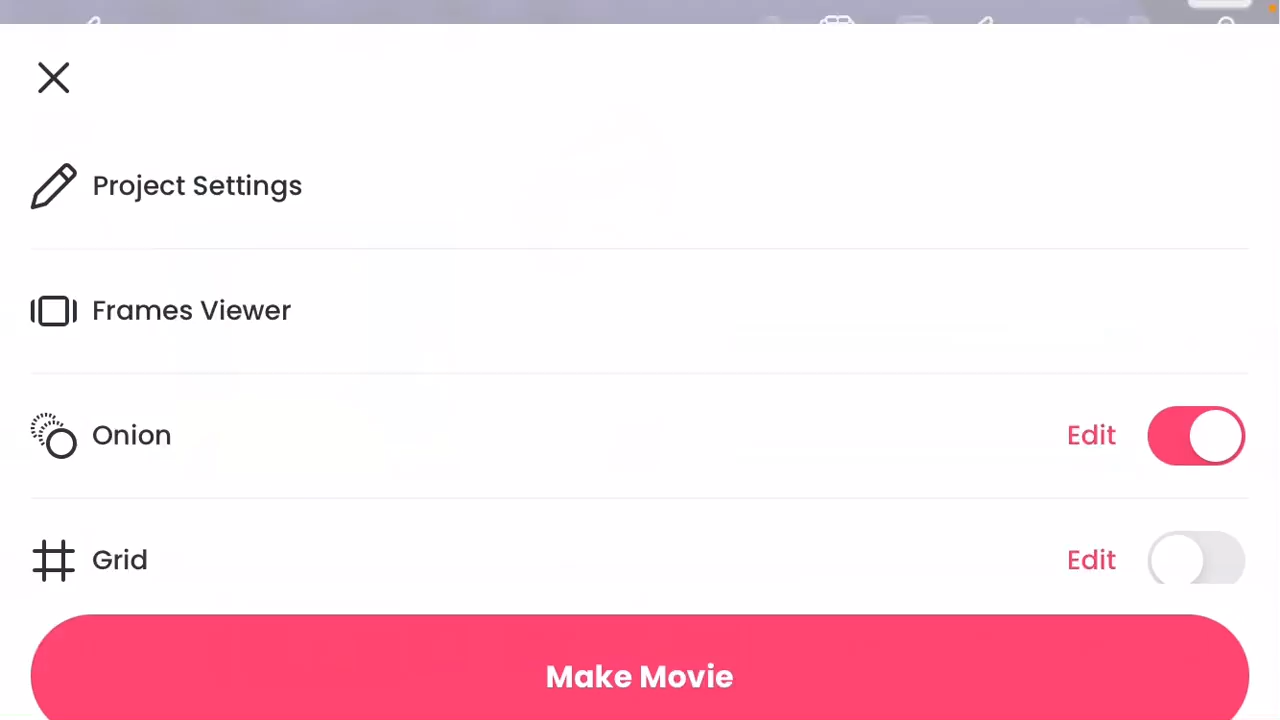 Project Settings
Frames Viewer
Onion Edit
Grid Edit
Make Movie